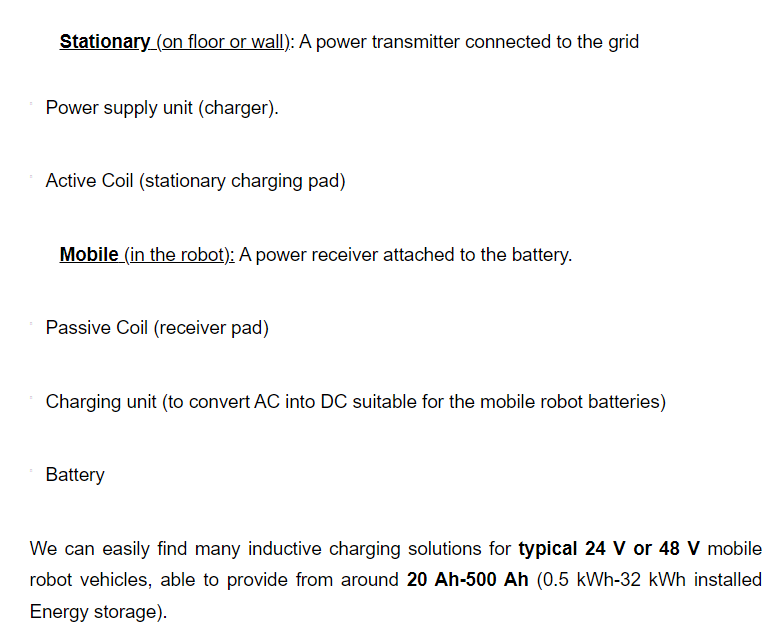 Stationary (on floor or wall): A power transmitter connected to the grid
Power supply unit (charger).
Active Coil (stationary charging pad)
Mobile (in the robot): A power receiver attached to the battery.
Passive Coil (receiver pad)
Charging unit (to convert AC into DC suitable for the mobile robot batteries)
Battery
We can easily find many inductive charging solutions for typical 24 V or 48 V mobile
robot vehicles, able to provide from around 20 Ah-500 Ah (0.5 kWh-32 kWh installed
Energy storage).